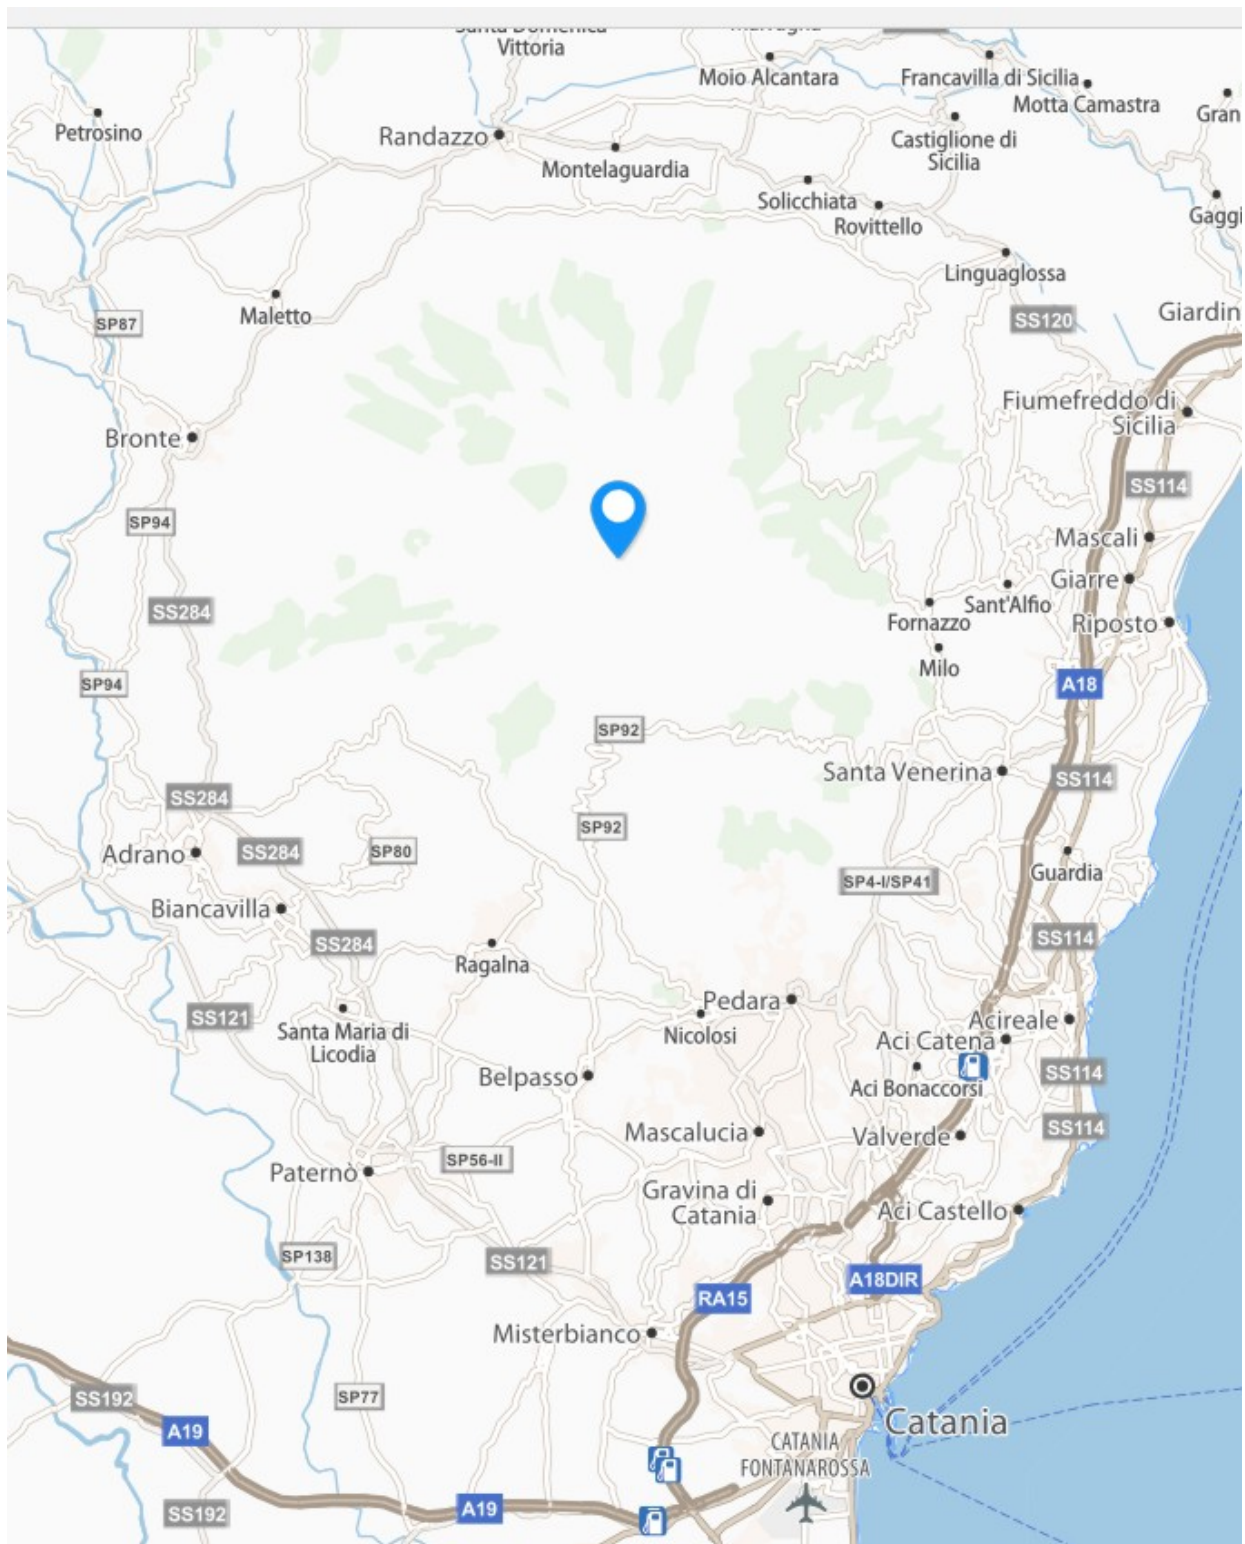 Vittoria
Moio Alcantara
Francavilla di Sicilia
Motta Camastra
Petrosino
Randazzo
Montelaguardia
Castiglione di
Sicilia
Solicchiata
Rovittello
Linguaglossa
Maletto
SP87
SS120
Giardin
Fiumefreddo di
Sicilia
Bronte
SS114
SP94
Mascali
Giarre
SS284
Sant'Alfio
Fornazzo
Riposto
Milo
SP94
A18
SP92
Santa Venerina
SS114
SS284
SP92
Adrano
SS284
SP80
Guardia
SP4-I/SP41
Biancavilla
SS284
SS114
Ragalna
Pedara
SS121
Santa Maria di
Licodia
Nicolosi
Acireale
Aci Catena
Belpasso
Aci Bonaccorsi
SS114
Mascalucia
Valverde
SS114
Paternò
SP56-II
Gravina di
Catania
Aci Castello
SP138
SS121
A18DIR
RA15
Misterbianco
SS192
SP77
A19
Catania
CATANIA
FONTANAROSSA
A19
SS192